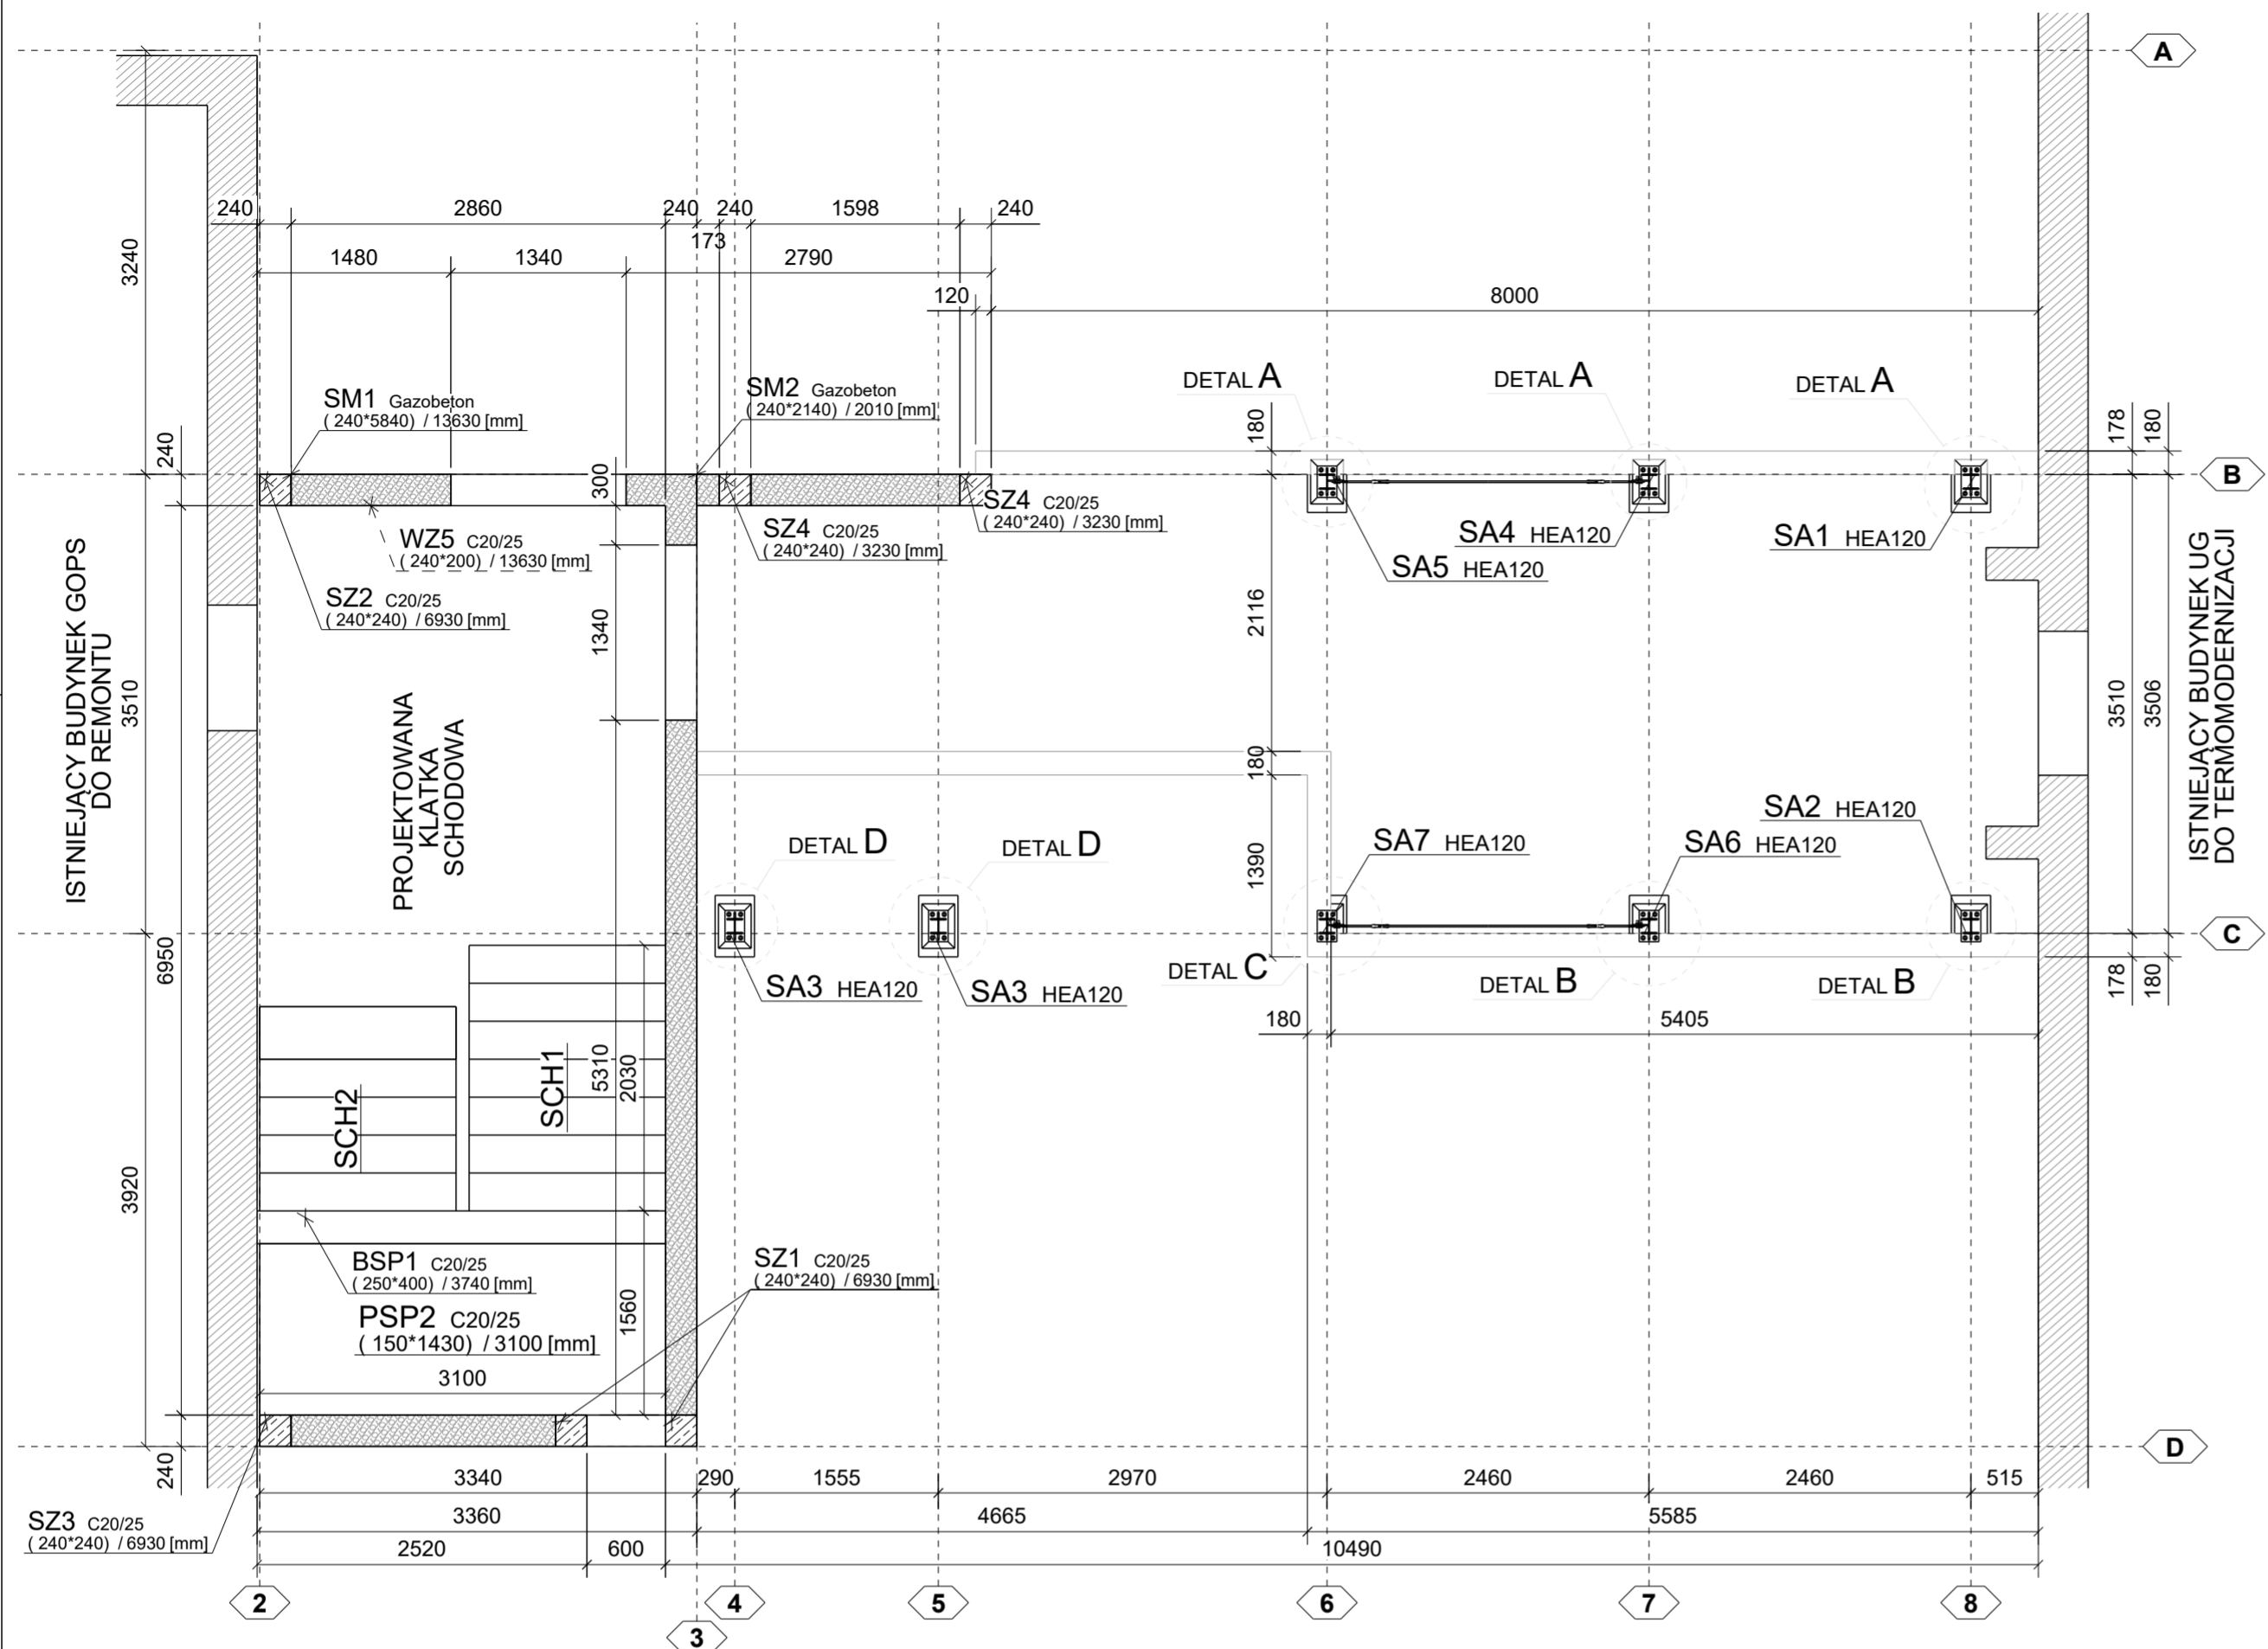 A
240
2860
240
240
1598
240
173
1480
1340
2790
3240
120
8000
DETAL A
DETAL A
DETAL A
SM1 Gazobeton
(240*5840) / 13630 [mm]
SM2 Gazobeton
(240*2140) / 2010 [mm]
240
300
180
178
180
B
SZ4 C20/25
(240*240) / 3230 [mm]
WZ5 C20/25
(240*200) / 13630 [mm]
SZ4 C20/25
(240*240) / 3230 [mm]
SA4 HEA120
SA1 HEA120
SA5 HEA120
SZ2 C20/25
(240*240) / 6930 [mm]
ISTNIEJĄCY BUDYNEK GOPS
DO REMONTU
3510
1340
2116
3510
3506
ISTNIEJĄCY BUDYNEK UG
DO TERMOMODERNIZACJI
PROJEKTOWANA
KLATKA
SCHODOWA
180
SA2 HEA120
DETAL D
DETAL D
SA7 HEA120
SA6 HEA120
1390
6950
C
SA3 HEA120
SA3 HEA120
DETAL C
DETAL B
DETAL B
178
180
180
5405
SCH2
SCH1
5310
2030
3920
BSP1 C20/25
(250*400) / 3740 [mm]
SZ1 C20/25
(240*240) / 6930 [mm]
PSP2 C20/25
(150*1430) / 3100 [mm]
1560
3100
D
240
3340
290
1555
2970
2460
2460
515
SZ3 C20/25
(240*240) / 6930 [mm]
3360
4665
5585
2520
600
10490
2
4
5
6
7
8
3